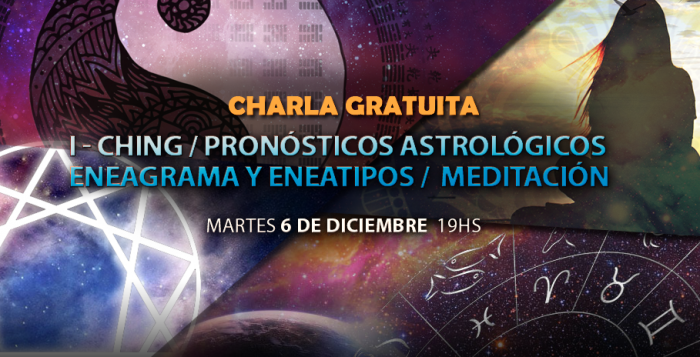 CHARLA GRATUITA
I - CHING / PRONÓSTICOS ASTROLÓGICOS
ENEAGRAMA Y ENEATIPOS / MEDITACIÓN
MARTES 6 DE DICIEMBRE 19HS